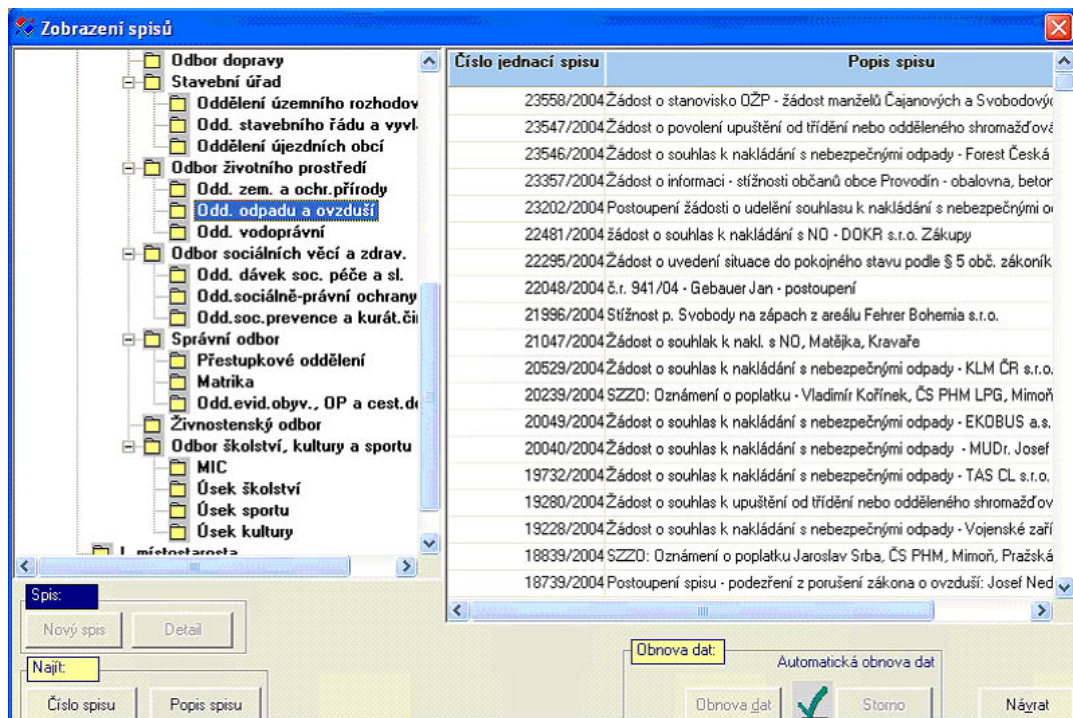 Zobrazení spisů
Odbor dopravy
Stavební úřad
Oddělení územního rozhodov
Odd. stavebního řádu a vyvl
Oddělení újezdních obcí
Odbor životního prostředí
Odd. zem. a ochr.přírody
Odd. odpadu a ovzduší
Odd. vodoprávní
Odbor sociálních věcí a zdrav.
Odd. dávek soc. péče a sl.
Odd.sociálně-právní ochrany
Odd.soc.prevence a kurát.čin
Správní odbor
Přestupkové oddělení
Matrika
Odd.evid.obyv., OP a cest.do
Živnostenský odbor
Odbor školství, kultury a sportu
MIC
Úsek školství
Úsek sportu
Úsek kultury
I. místostarosta
Číslo jednací spisu Popis spisu
23558/2004 Žádost o stanovisko OŽP - žádost manželů Čajanových a Svobodovýc
23547/2004 Žádost o povolení upuštění od třídění nebo odděleného shromažďová
23546/2004 Žádost o souhlas k nakládání s nebezpečnými odpady - Forest Česká
23357/2004 Žádost o informaci - stížnosti občanů obce Provodín - obalovna, beton
23202/2004 Postoupení žádosti o udělení souhlasu k nakládání s nebezpečnými o
22481/2004 žádost o souhlas k nakládání s NO - DOKR s.r.o. Zákupy
22295/2004 Žádost o uvedení situace do pokojného stavu podle § 5 obč. zákoník
22048/2004 č.r. 941/04 - Gebauer Jan - postoupení
21996/2004 Stížnost p. Svobody na zápach z areálu Fehrer Bohemia s.r.o.
21047/2004 Žádost o souhlak k nakl. s NO, Matějka, Kravaře
20529/2004 Žádost o souhlas k nakládání s nebezpečnými odpady - KLM ČR s.r.o.
20239/2004 SZZO: Oznámení o poplatku - Vladimír Kořínek, ČS PHM LPG, Mimoň
20049/2004 Žádost o souhlas k nakládání s nebezpečnými odpady - EKOBUS a.s.
20040/2004 Žádost o souhlas k nakládání s nebezpečnými odpady - MUDr. Josef
19732/2004 Žádost o souhlas k nakládání s nebezpečnými odpady - TAS CL s.r.o.
19280/2004 Žádost o souhlas k upuštění od třídění nebo odděleného shromažďov
19228/2004 Žádost o souhlas k nakládání s nebezpečnými odpady - Vojenské zaří
18839/2004 SZZO: Oznámení o poplatku Jaroslav Srba, ČS PHM, Mimoň, Pražská
18739/2004 Postoupení spisu - podezření z porušení zákona o ovzduší: Josef Ned
Spis:
Nový spis Detail
Najít:
Číslo spisu Popis spisu
Obnova dat:
Automatická obnova dat
Obnova dat Storno
Návrat